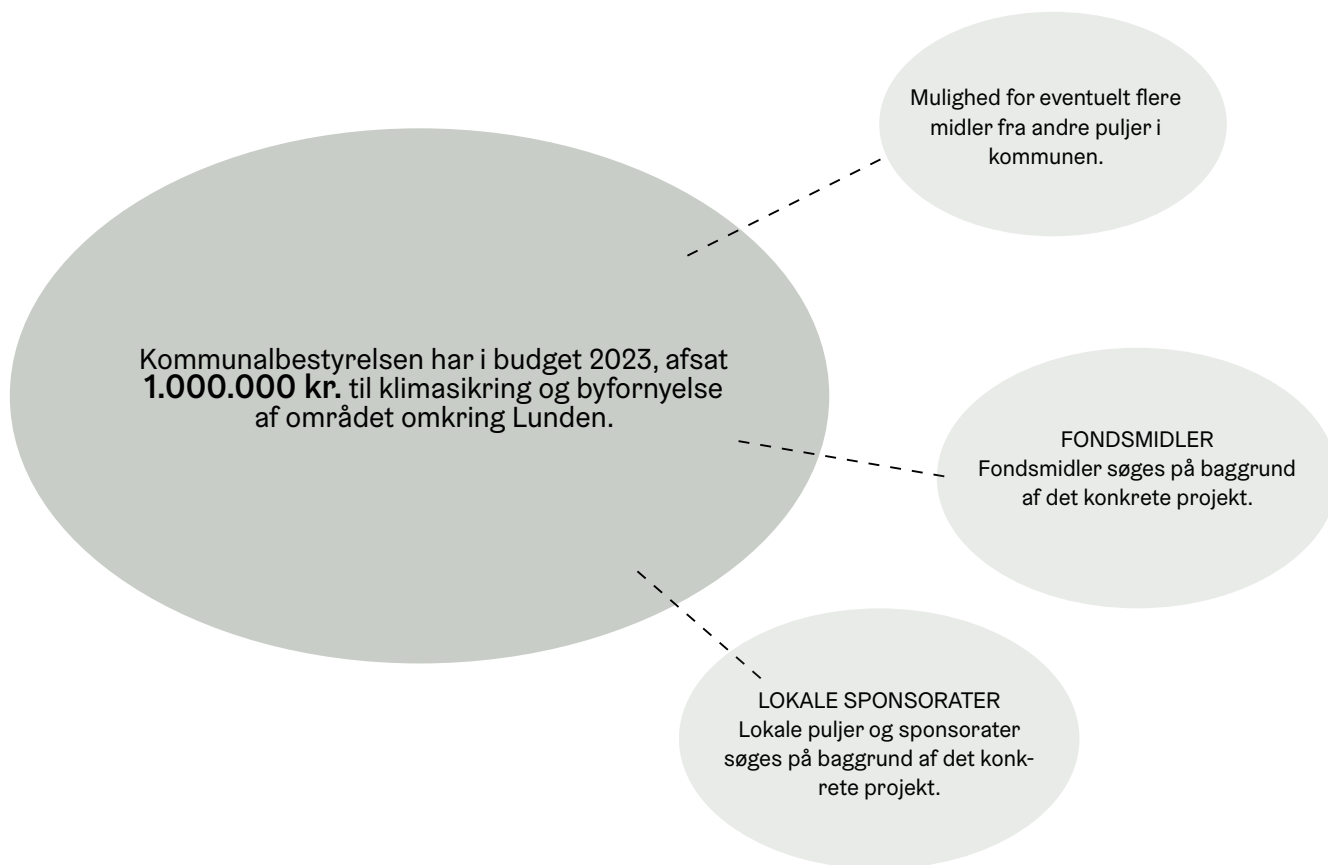 Mulighed for eventuelt flere
midler fra andre puljer i
kommunen.
Kommunalbestyrelsen har i budget 2023, afsat
1.000.000 kr. til klimasikring og byfornyelse
af området omkring Lunden.
FONDSMIDLER
Fondsmidler søges på baggrund
af det konkrete projekt.
LOKALE SPONSORATER
Lokale puljer og sponsorater
søges på baggrund af det konk-
rete projekt.